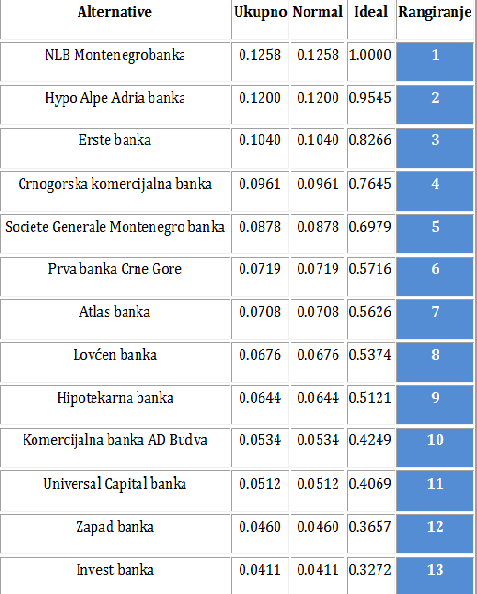 Alternative Ukupno Normal Ideal Rangiranje
NLB Montenegrobanka 0.1258 0.1258 1.0000 1
Hypo Alpe Adria banka 0.1200 0.1200 0.9545 2
Erste banka 0.1040 0.1040 0.8266 3
Crnogorska komercijalna banka 0.0961 0.0961 0.7645 4
Societe Generale Montenegro banka 0.0878 0.0878 0.6979 5
Prva banka Crne Gore 0.0719 0.0719 0.5716 6
Atlas banka 0.0708 0.0708 0.5626 7
Lovćen banka 0.0676 0.0676 0.5374 8
Hipotekarna banka 0.0644 0.0644 0.5121 9
Komercijalna banka AD Budva 0.0534 0.0534 0.4249 10
Universal Capital banka 0.0512 0.0512 0.4069 11
Zapad banka 0.0460 0.0460 0.3657 12
Invest banka 0.0411 0.0411 0.3272 13